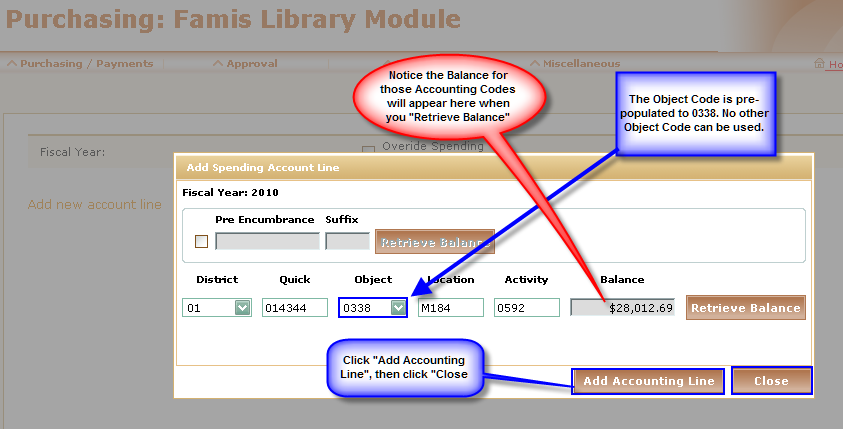 Purchasing: Famis Library Module
Purchasing / Payments
Approval
Miscellaneous
Ho
Notice the Balance for
those Accounting Codes
will appear here when
you "Retrieve Balance"
The Object Code is pre-
populated to 0338. No other
Object Code can be used.
Fiscal Year:
Overide Spending
Add new account line
Add Spending Account Line
Fiscal Year: 2010
Pre Encumbrance Suffix
Retrieve Balance
District Quick Object Location Activity Balance
01 014344 0338 M184 0592 $28,012.69 Retrieve Balance
Click "Add Accounting
Line", then click "Close
Add Accounting Line Close